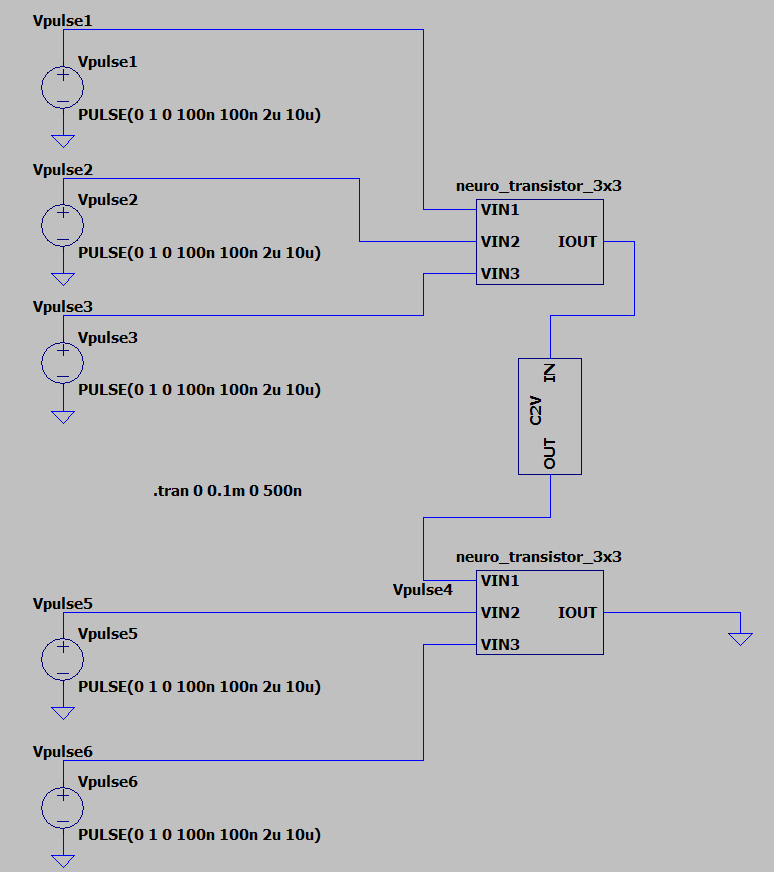 Vpulse1
Vpulse1
PULSE(0 1 0 100n 100n 2u 10u)
Vpulse2
Vpulse2
PULSE(0 1 0 100n 100n 2u 10u)
neuro_transistor_3x3
VIN1
VIN2
IOUT
VIN3
Vpulse3
Vpulse3
PULSE(0 1 0 100n 100n 2u 10u)
IN
C2V
OUT
.tran 0 0.1m 0 500n
neuro_transistor_3x3
VIN1
Vpulse4
VIN2
IOUT
VIN3
Vpulse5
Vpulse5
PULSE(0 1 0 100n 100n 2u 10u)
Vpulse6
Vpulse6
PULSE(0 1 0 100n 100n 2u 10u)